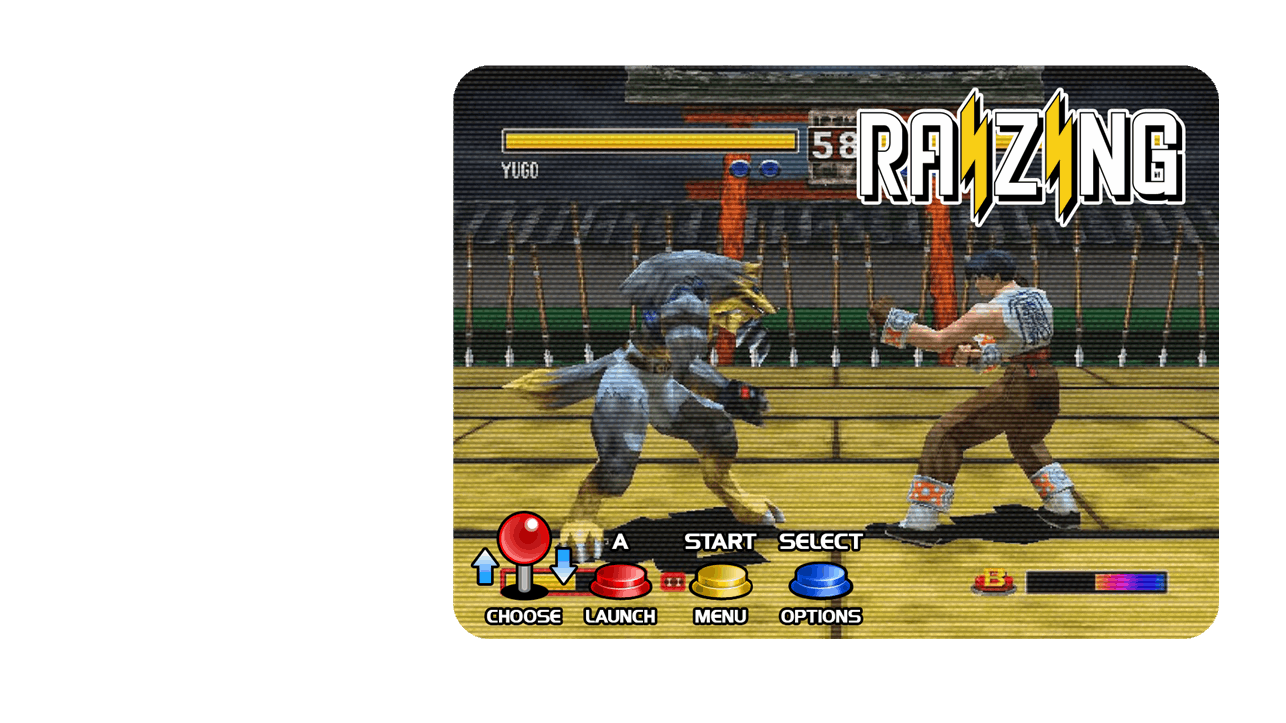 RAIZING
58
YUGO
A START SELECT
B
CHOOSE LAUNCH MENU OPTIONS